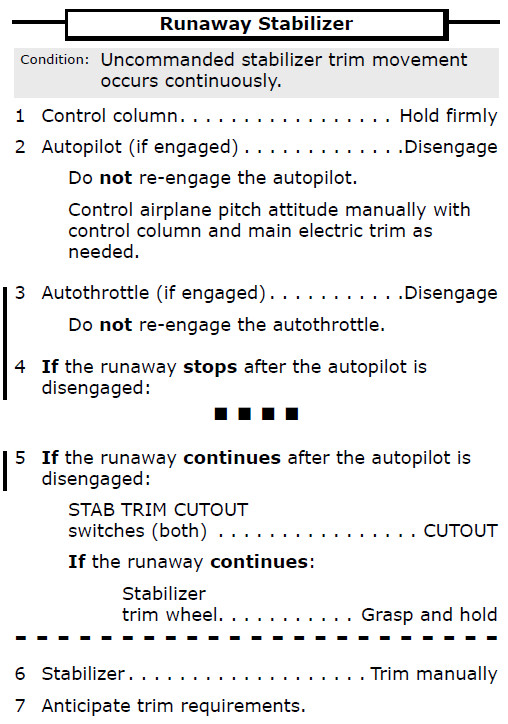 Runaway Stabilizer
Condition: Uncommanded stabilizer trim movement
occurs continuously.
1 Control column. . . . . . . . . . . . . . . . . Hold firmly
2 Autopilot (if engaged) . . . . . . . . . . . . .Disengage
Do not re-engage the autopilot.
Control airplane pitch attitude manually with
control column and main electric trim as
needed.
3 Autothrottle (if engaged). . . . . . . . . . .Disengage
Do not re-engage the autothrottle.
4 If the runaway stops after the autopilot is
disengaged:
■ ■ ■ ■
5 If the runaway continues after the autopilot is
disengaged:
STAB TRIM CUTOUT
switches (both) . . . . . . . . . . . . . . . . CUTOUT
If the runaway continues:
Stabilizer
trim wheel. . . . . . . . . . . Grasp and hold
6 Stabilizer. . . . . . . . . . . . . . . . . . . Trim manually
7 Anticipate trim requirements.